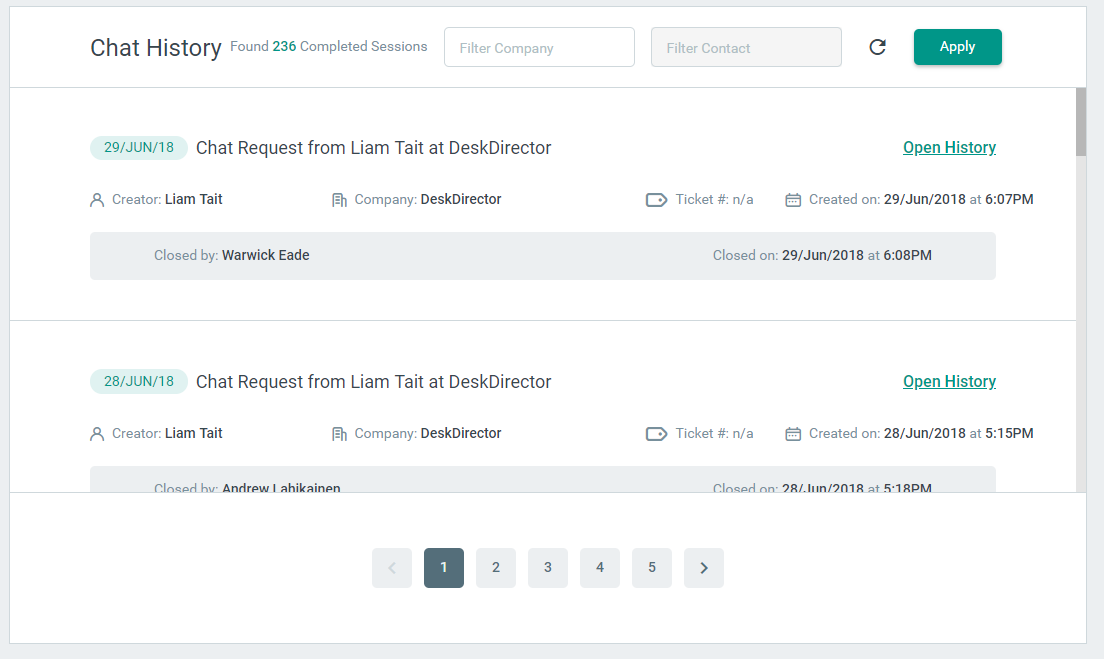 Chat History Found 236 Completed Sessions Filter Company Filter Contact Apply
29/JUN/18 Chat Request from Liam Tait at DeskDirector Open History
Creator: Liam Tait Company: DeskDirector Ticket #: n/a Created on: 29/Jun/2018 at 6:07PM
Closed by: Warwick Eade Closed on: 29/Jun/2018 at 6:08PM
28/JUN/18 Chat Request from Liam Tait at DeskDirector Open History
Creator: Liam Tait Company: DeskDirector Ticket #: n/a Created on: 28/Jun/2018 at 5:15PM
Closed by: Andrew Lahikainen Closed on: 28/Jun/2018 at 5:18PM
1 2 3 4 5